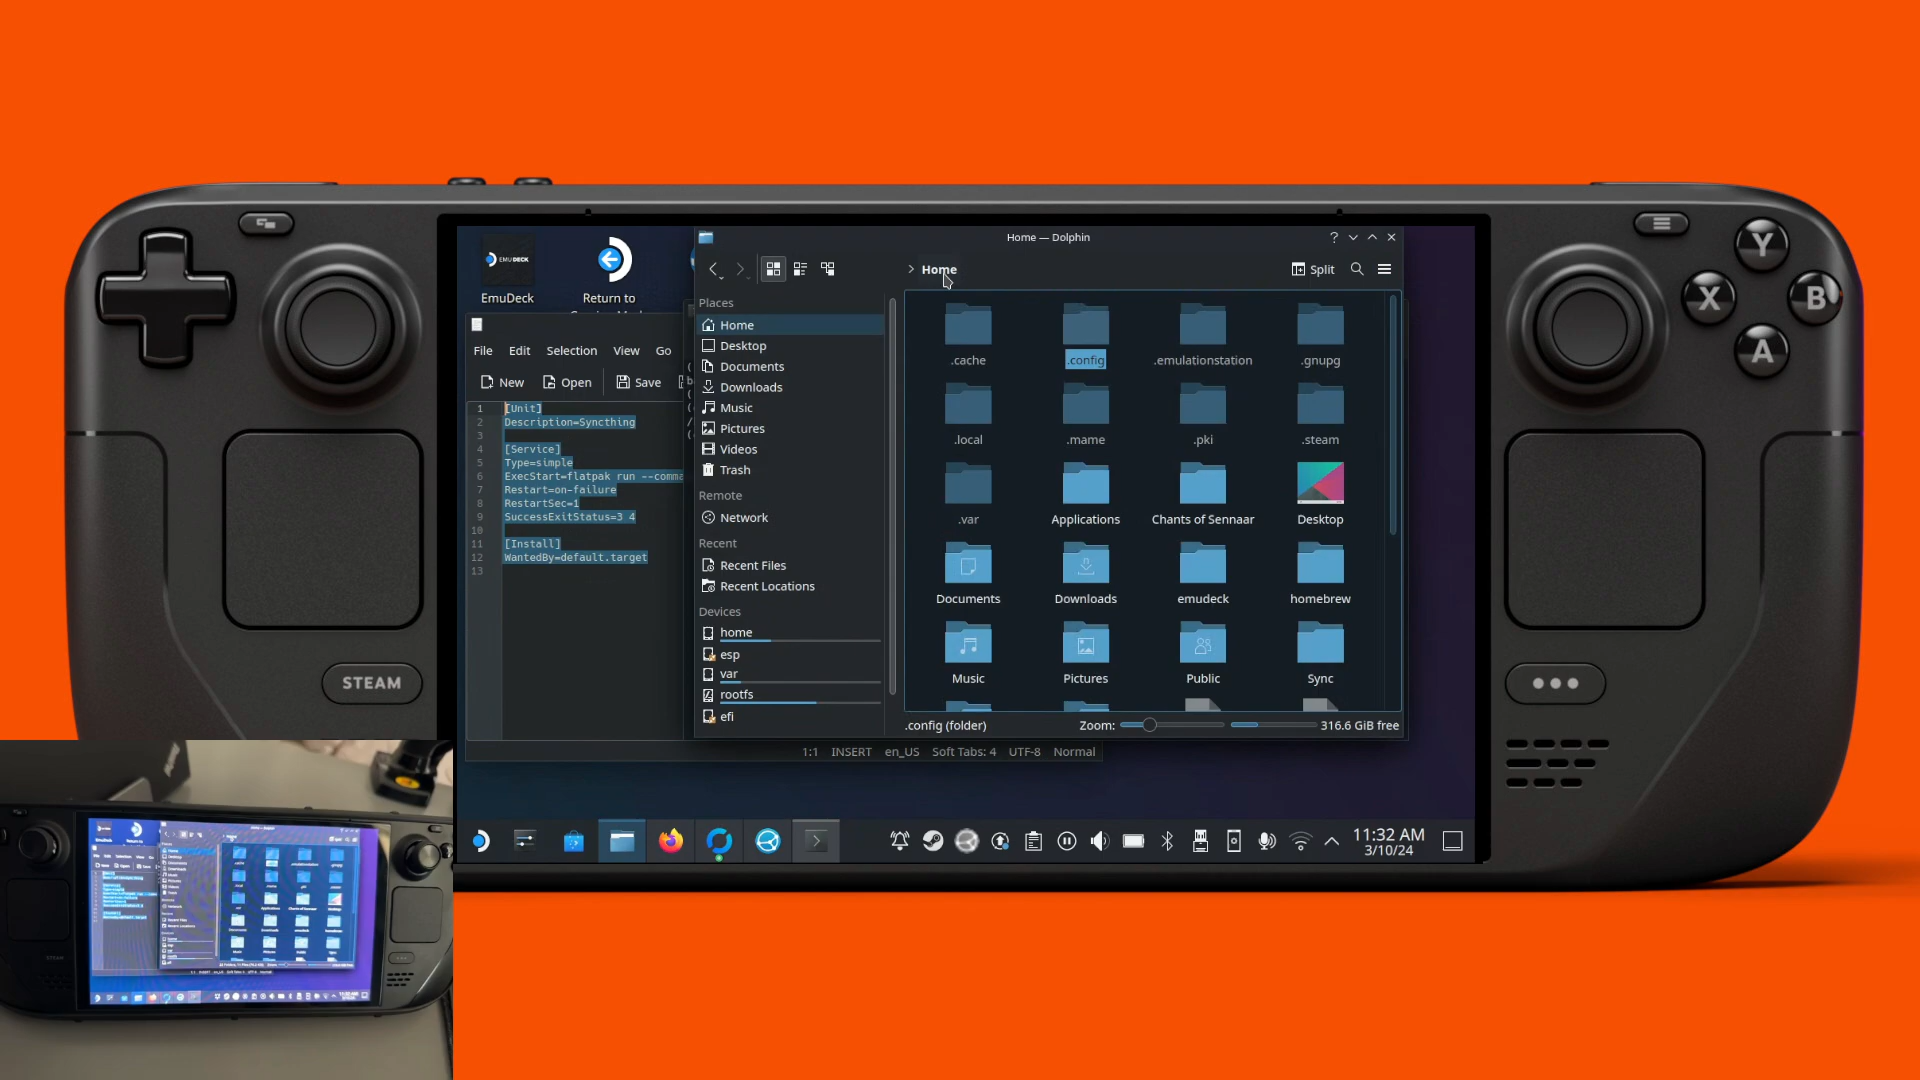 EMUDECK
EmuDeck
Return to
Home — Dolphin
Home
Split
File Edit Selection View Go
New Open Save
1 [Unit]
2 Description=Syncthing
3
4 [Service]
5 Type=simple
6 ExecStart=flatpak run --comma
7 Restart=on-failure
8 RestartSec=1
9 SuccessExitStatus=3 4
10
11 [Install]
12 WantedBy=default.target
13
Places
Home
Desktop
Documents
Downloads
Music
Pictures
Videos
Trash
Remote
Network
Recent
Recent Files
Recent Locations
Devices
home
esp
var
rootfs
efi
.cache .config .emulationstation .gnupg
.local .mame .pki .steam
.var Applications Chants of Sennaar Desktop
Documents Downloads emudeck homebrew
Music Pictures Public Sync
.config (folder) Zoom: 316.6 GiB free
1:1 INSERT en_US Soft Tabs: 4 UTF-8 Normal
11:32 AM
3/10/24
STEAM
Y
X
B
A